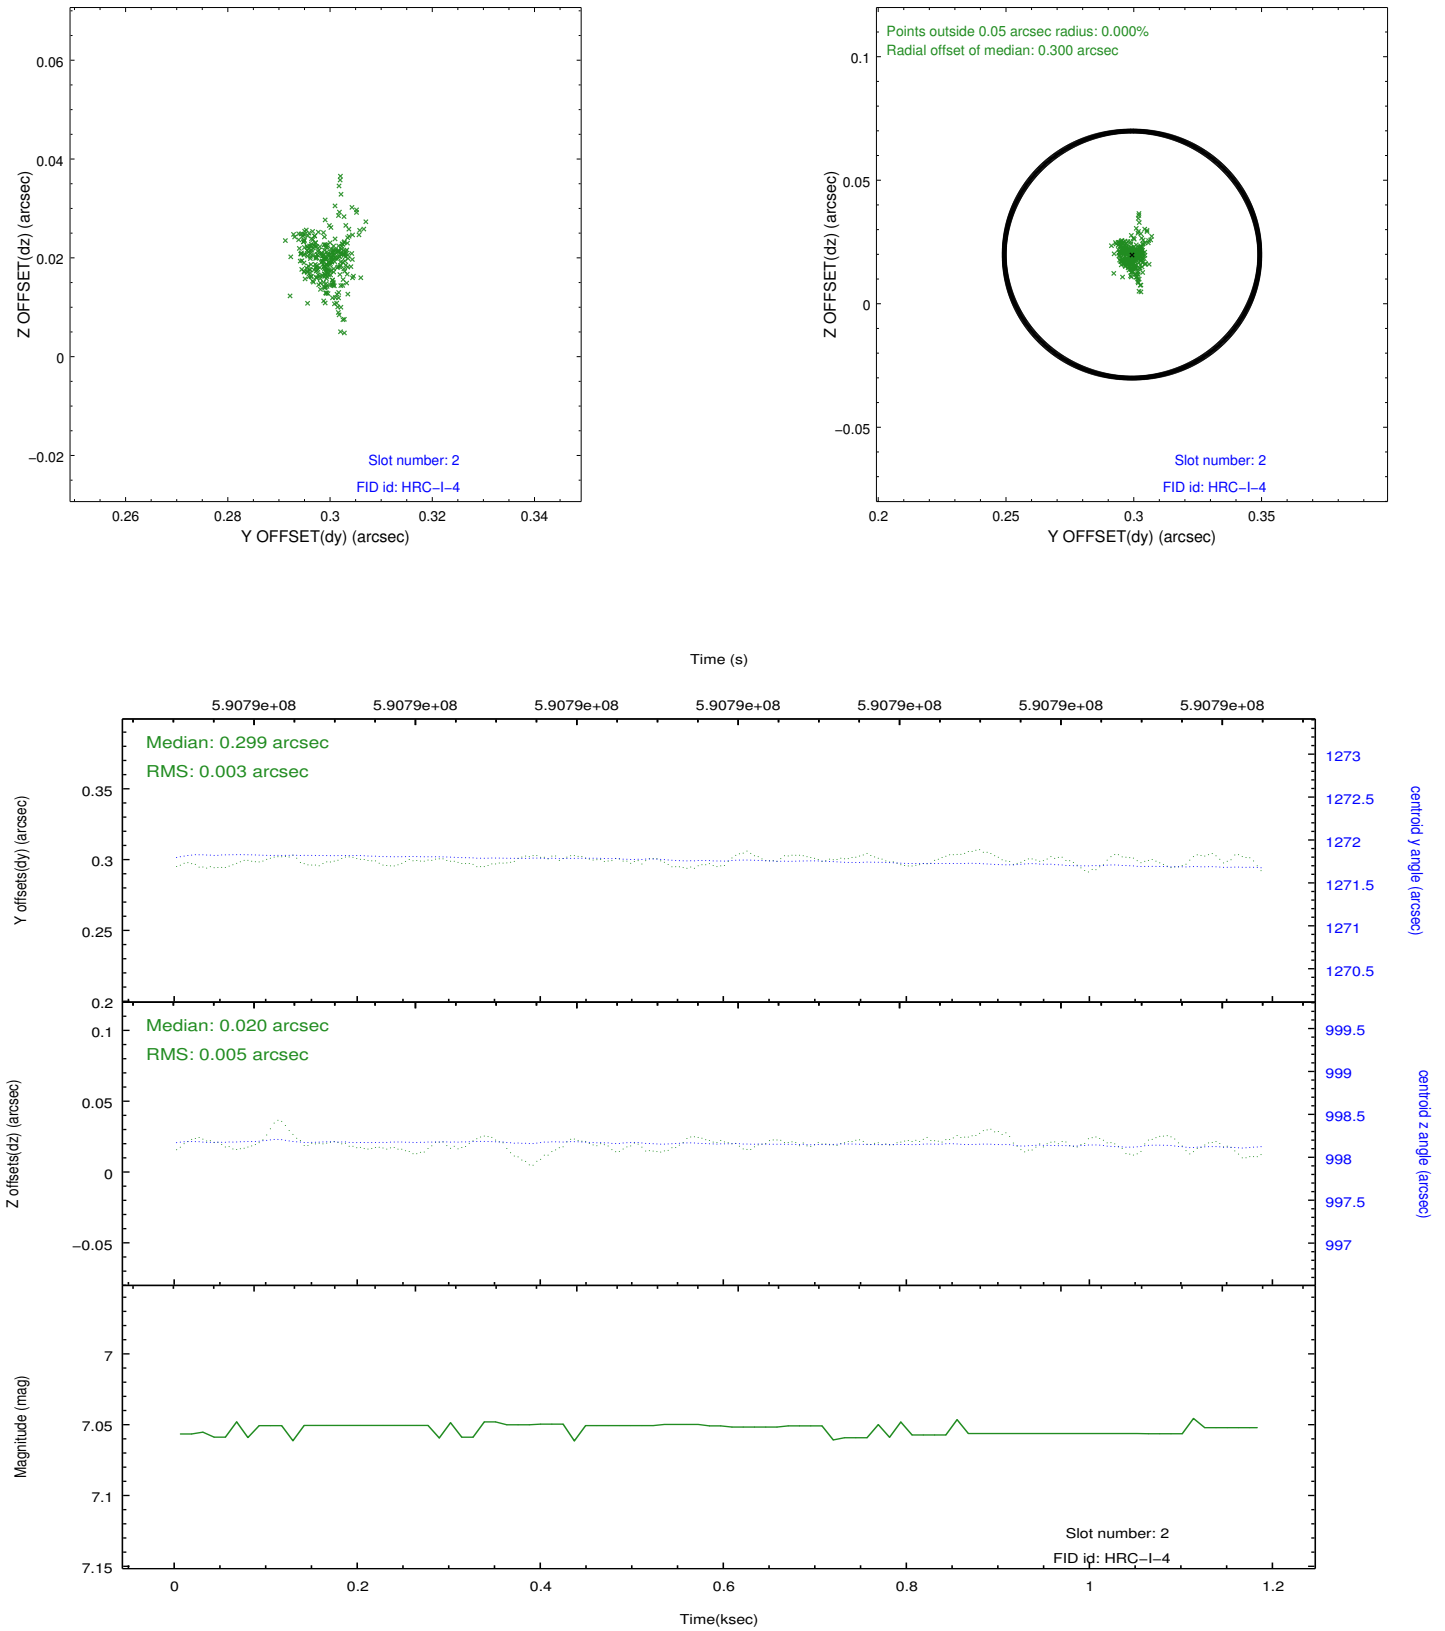 0.06
0.04
0.02
0
−0.02
Z OFFSET(dz) (arcsec)
Slot number: 2
FID id: HRC−I−4
0.26 0.28 0.3 0.32 0.34
Y OFFSET(dy) (arcsec)
Points outside 0.05 arcsec radius: 0.000%
Radial offset of median: 0.300 arcsec
0.1
0.05
0
−0.05
Z OFFSET(dz) (arcsec)
Slot number: 2
FID id: HRC−I−4
0.2 0.25 0.3 0.35
Y OFFSET(dy) (arcsec)
Time (s)
5.9079e+08 5.9079e+08 5.9079e+08 5.9079e+08 5.9079e+08 5.9079e+08 5.9079e+08
Median: 0.299 arcsec
RMS: 0.003 arcsec
0.35
0.3
0.25
0.2
Y offsets(dy) (arcsec)
1273
1272.5
1272
1271.5
1271
1270.5
centroid y angle (arcsec)
Median: 0.020 arcsec
RMS: 0.005 arcsec
0.1
0.05
0
−0.05
Z offsets(dz) (arcsec)
999.5
999
998.5
998
997.5
997
centroid z angle (arcsec)
7
7.05
7.1
7.15
Magnitude (mag)
Slot number: 2
FID id: HRC−I−4
0 0.2 0.4 0.6 0.8 1 1.2
Time(ksec)